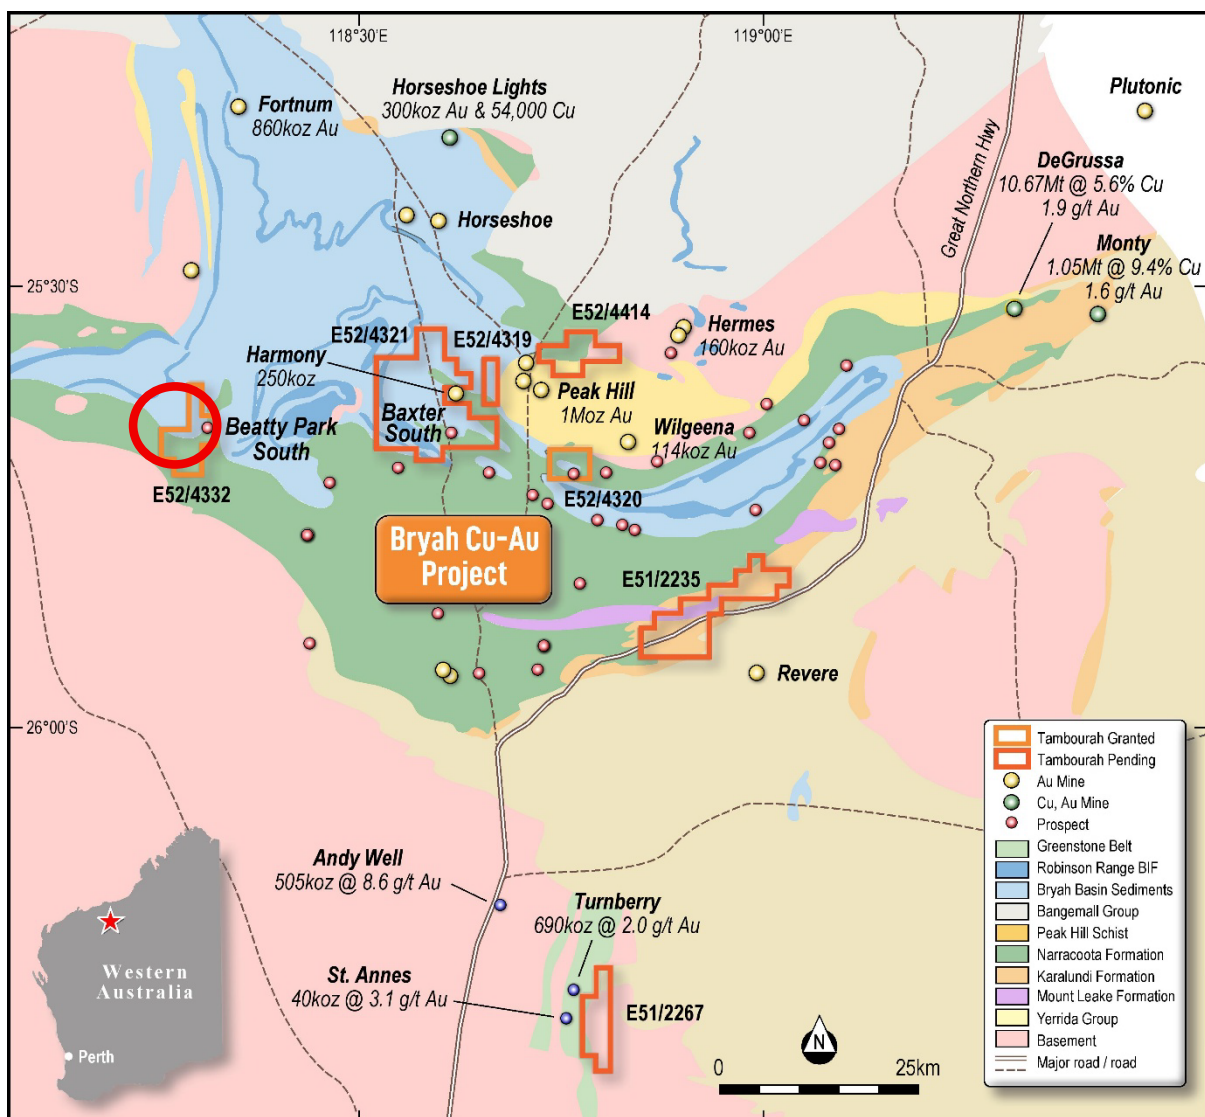 118°30'E
119°00'E
Fortnum
860koz Au
Horseshoe Lights
300koz Au & 54,000 Cu
Plutonic
Great Northern Hwy
DeGrussa
10.67Mt @ 5.6% Cu
1.9 g/t Au
Horseshoe
Monty
1.05Mt @ 9.4% Cu
1.6 g/t Au
25°30'S
E52/4414
E52/4321
E52/4319
Hermes
160koz Au
Harmony
250koz
Peak Hill
1Moz Au
Baxter
South
Beatty Park
South
Wilgeena
114koz Au
E52/4332
E52/4320
Bryah Cu-Au
Project
E51/2235
Revere
26°00'S
Tambourah Granted
Tambourah Pending
Au Mine
Cu, Au Mine
Prospect
Greenstone Belt
Robinson Range BIF
Bryah Basin Sediments
Bangemall Group
Peak Hill Schist
Narracoota Formation
Karalundi Formation
Mount Leake Formation
Yerrida Group
Basement
Major road / road
Andy Well
505koz @ 8.6 g/t Au
Turnberry
690koz @ 2.0 g/t Au
St. Annes
40koz @ 3.1 g/t Au
E51/2267
Western
Australia
Perth
N
0
25km